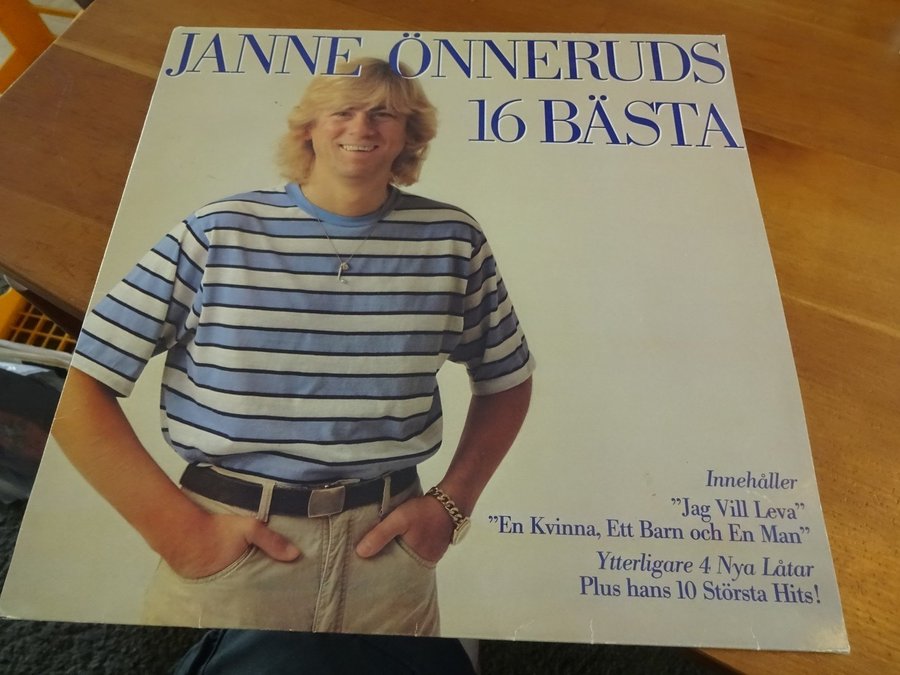 JANNE ÖNNERUDS
16 BÄSTA
Innehåller
”Jag Vill Leva”
”En Kvinna, Ett Barn och En Man”
Ytterligare 4 Nya Låtar
Plus hans 10 Största Hits!